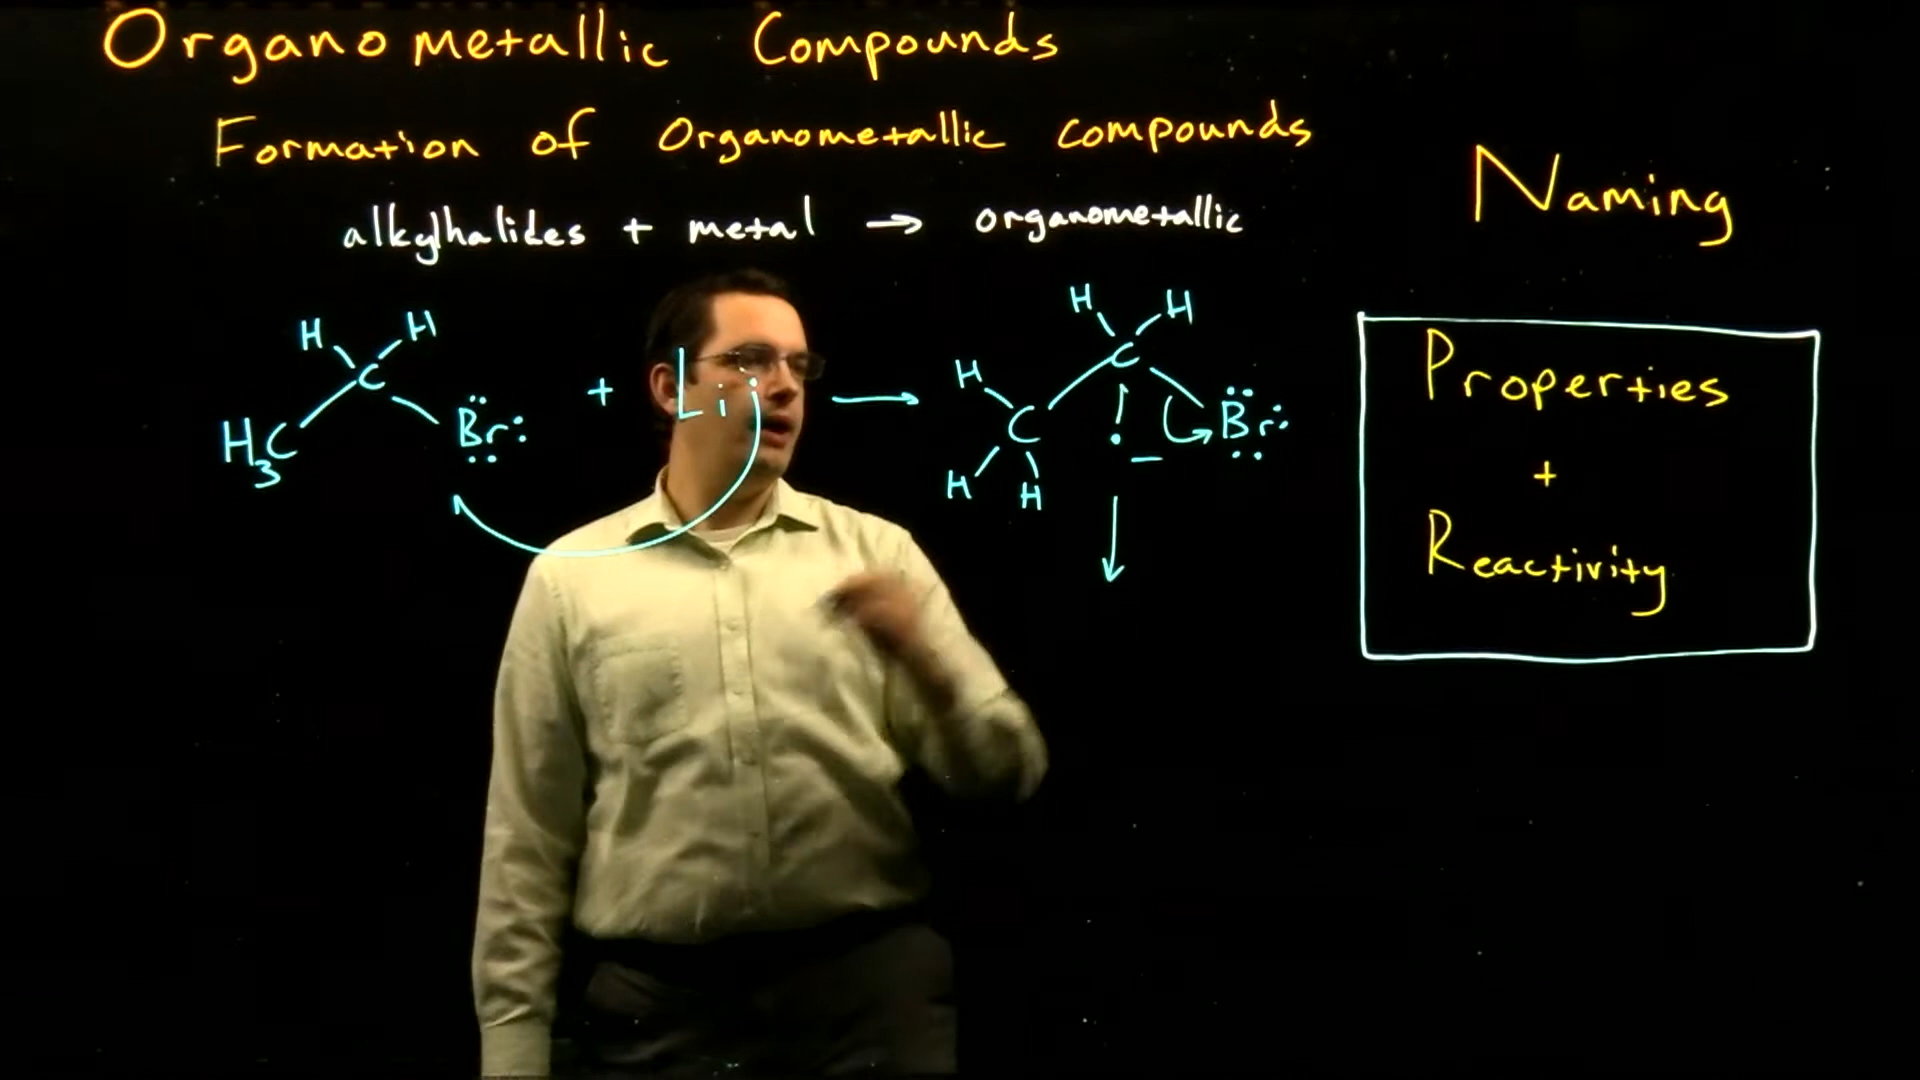 Organometallic Compounds
Formation of Organometallic compounds
alkylhalides + metal → organometallic
Naming
H H
C
H3C Br
+ Li →
H H
H C
C Br
H H
Properties
+
Reactivity